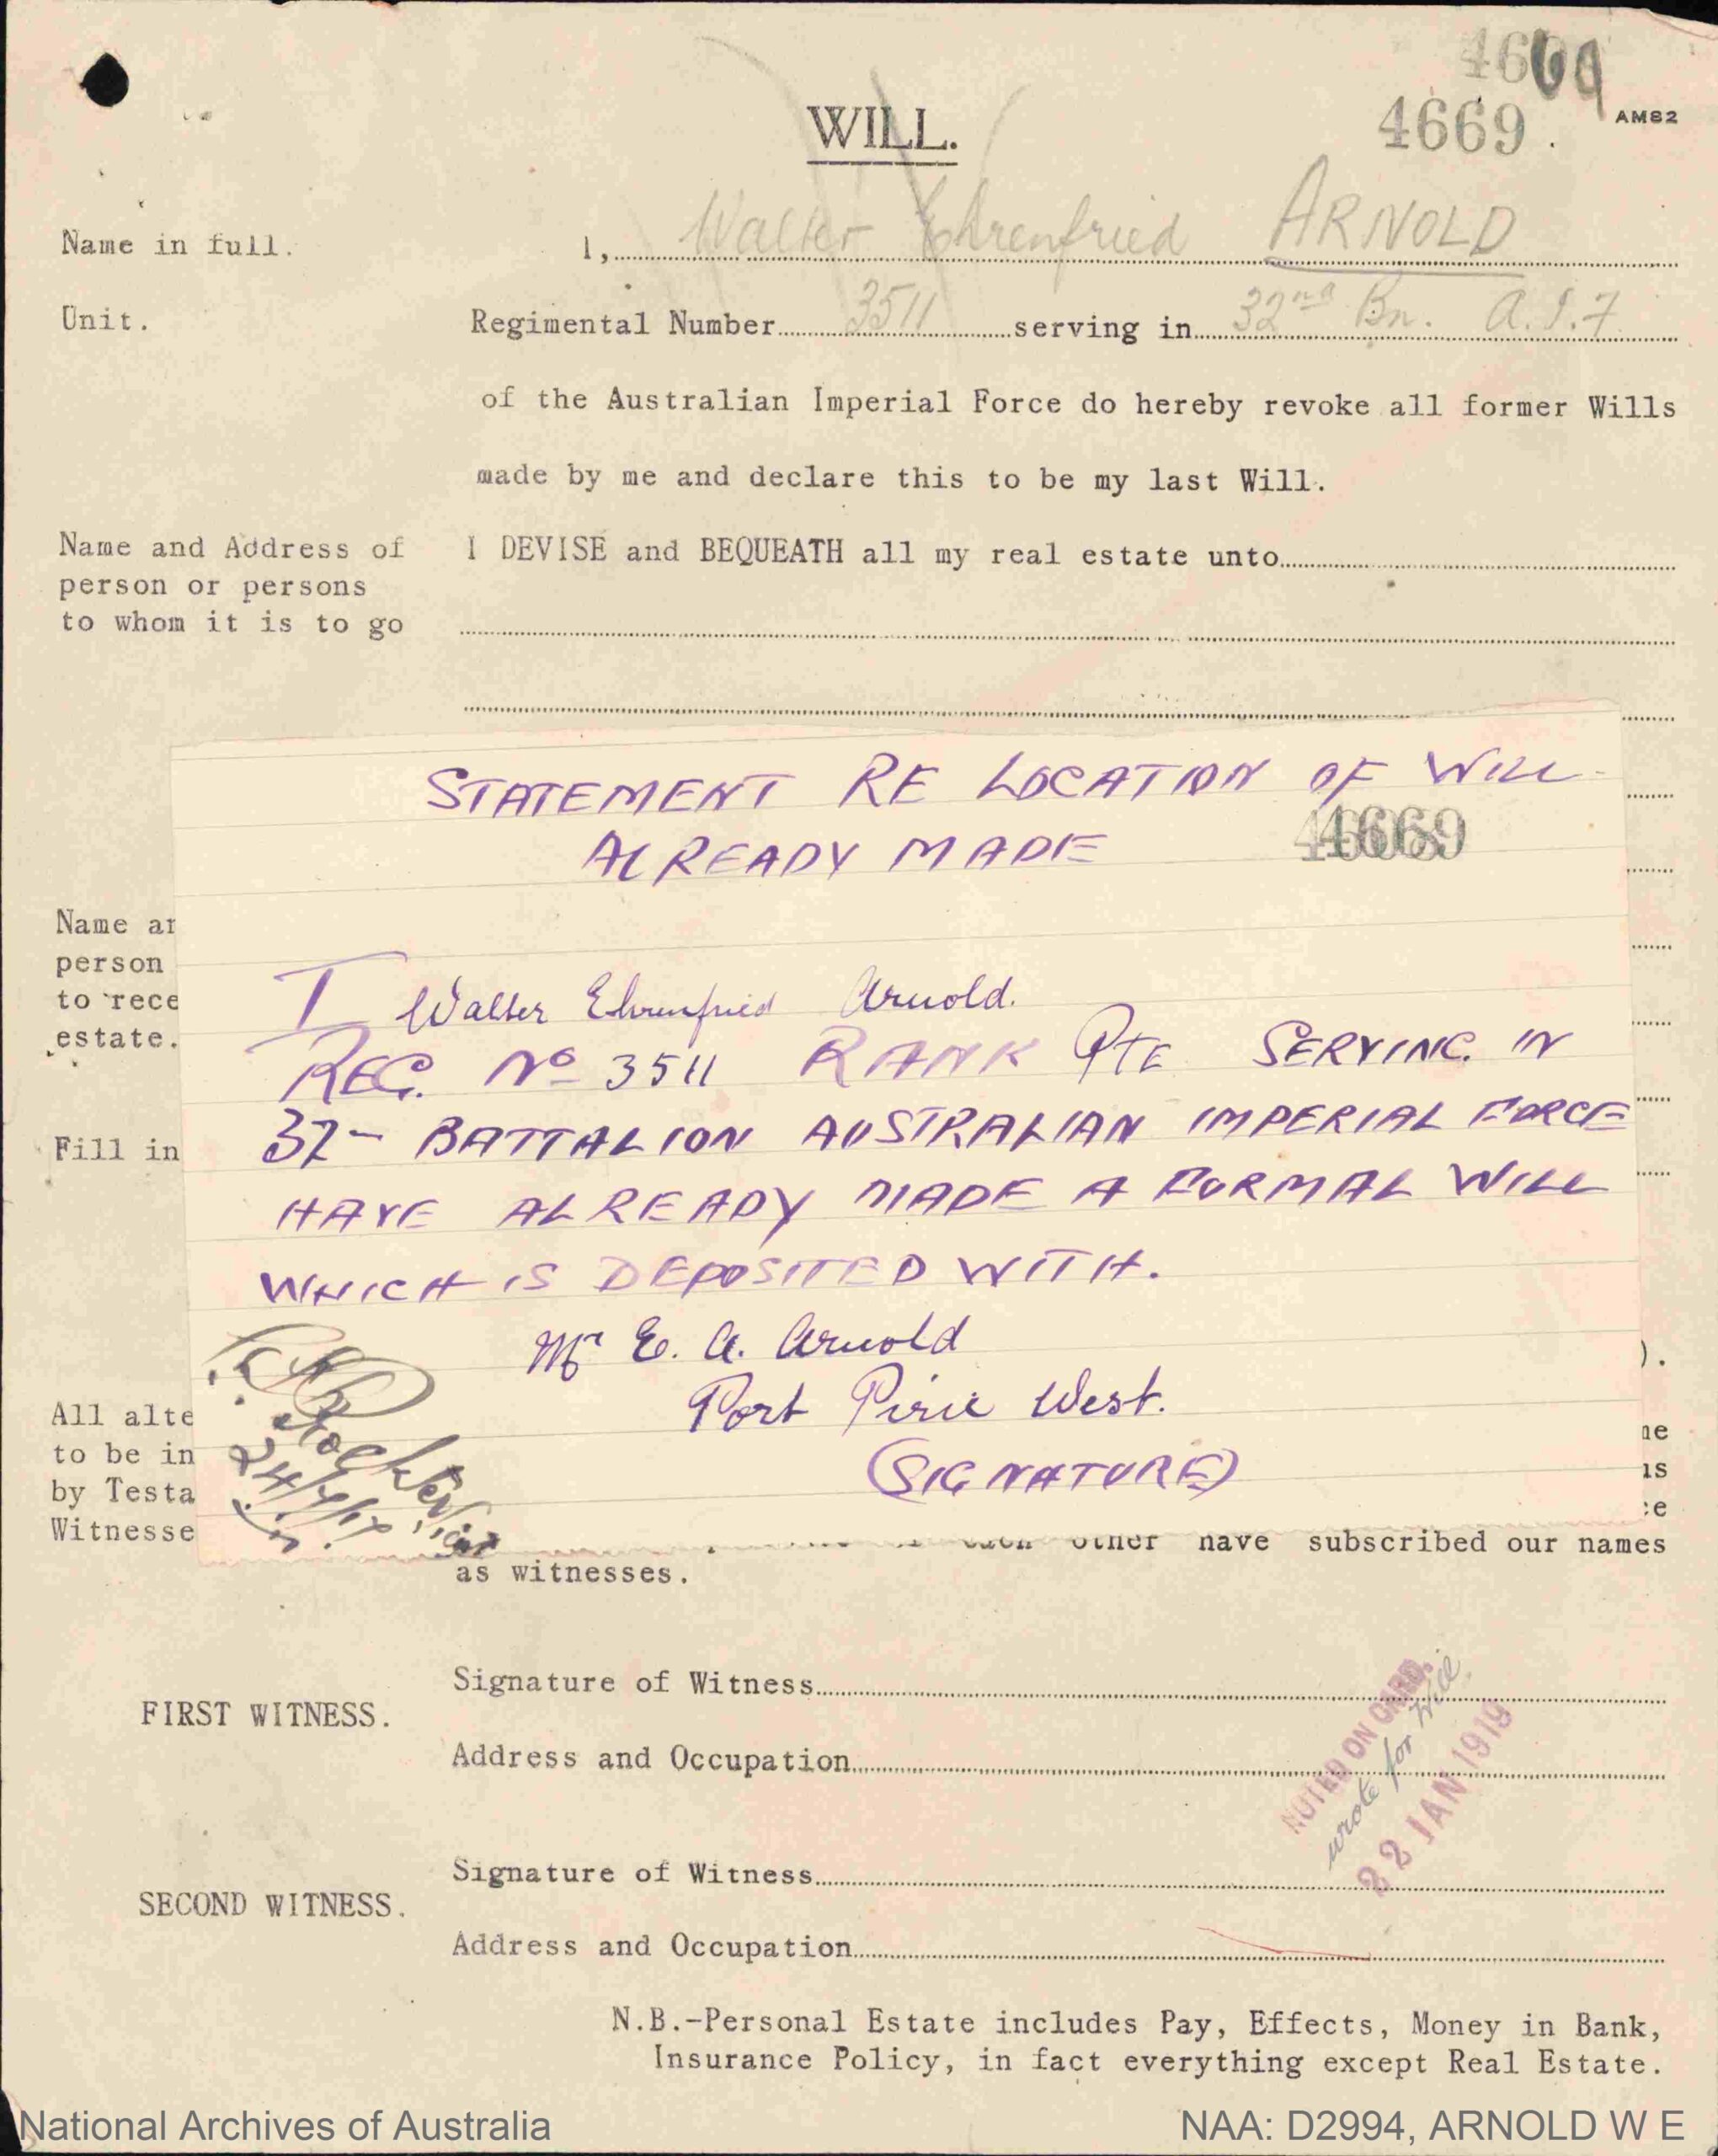 4669
4669 . AM82
WILL.
Name in full. I, Walter Ehrenfried ARNOLD
Unit. Regimental Number 3511 serving in 32nd Bn. A.I.F.
of the Australian Imperial Force do hereby revoke all former Wills
made by me and declare this to be my last Will.
Name and Address of I DEVISE and BEQUEATH all my real estate unto
person or persons
to whom it is to go
STATEMENT RE LOCATION OF WILL
ALREADY MADE 4669
Name an
person
to rece
estate.
I Walter Ehrenfried Arnold.
REG. No 3511 RANK PTE SERVING IN
32- BATTALION AUSTRALIAN IMPERIAL FORCE
Fill in
HAVE ALREADY MADE A FORMAL WILL
WHICH IS DEPOSITED WITH.
Mr E. A. Arnold
Port Pirie West.
(SIGNATURE)
).
All alte
to be in
by Testa
Witnesse
ce
other have subscribed our names
as witnesses.
FIRST WITNESS. Signature of Witness
Address and Occupation
NOTED ON CARD.
wrote for Will.
22 JAN 1919
SECOND WITNESS. Signature of Witness
Address and Occupation
N.B.-Personal Estate includes Pay, Effects, Money in Bank,
Insurance Policy, in fact everything except Real Estate.
National Archives of Australia NAA: D2994, ARNOLD W E